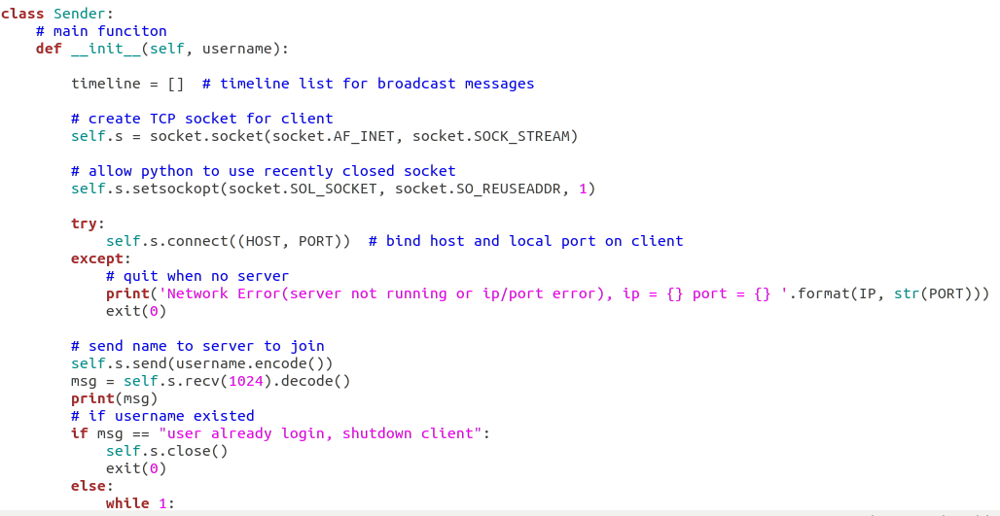 class Sender:
    # main funciton
    def __init__(self, username):

        timeline = []  # timeline list for broadcast messages

        # create TCP socket for client
        self.s = socket.socket(socket.AF_INET, socket.SOCK_STREAM)

        # allow python to use recently closed socket
        self.s.setsockopt(socket.SOL_SOCKET, socket.SO_REUSEADDR, 1)

        try:
            self.s.connect((HOST, PORT))  # bind host and local port on client
        except:
            # quit when no server
            print('Network Error(server not running or ip/port error), ip = {} port = {} '.format(IP, str(PORT)))
            exit(0)

        # send name to server to join
        self.s.send(username.encode())
        msg = self.s.recv(1024).decode()
        print(msg)
        # if username existed
        if msg == "user already login, shutdown client":
            self.s.close()
            exit(0)
        else:
            while 1: